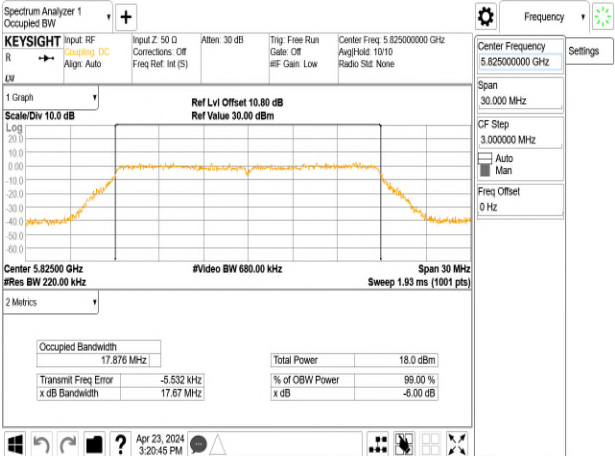 Spectrum Analyzer 1
Occupied BW
+
Frequency
KEYSIGHT
R
LXI
Input: RF
Coupling: DC
Align: Auto
Input Z: 50 Ω
Corrections: Off
Freq Ref: Int (S)
Atten: 30 dB
Trig: Free Run
Gate: Off
#IF Gain: Low
Center Freq: 5.825000000 GHz
Avg|Hold: 10/10
Radio Std: None
Center Frequency
5.825000000 GHz
Settings
Span
30.000 MHz
CF Step
3.000000 MHz
Auto
Man
Freq Offset
0 Hz
1 Graph
Scale/Div 10.0 dB
Ref Lvl Offset 10.80 dB
Ref Value 30.00 dBm
Log
20.0
10.0
0.00
-10.0
-20.0
-30.0
-40.0
-50.0
-60.0
Center 5.82500 GHz
#Res BW 220.00 kHz
#Video BW 680.00 kHz
Span 30 MHz
Sweep 1.93 ms (1001 pts)
2 Metrics
Occupied Bandwidth
17.876 MHz
Transmit Freq Error -5.532 kHz
x dB Bandwidth 17.67 MHz
Total Power 18.0 dBm
% of OBW Power 99.00 %
x dB -6.00 dB
?
Apr 23, 2024
3:20:45 PM